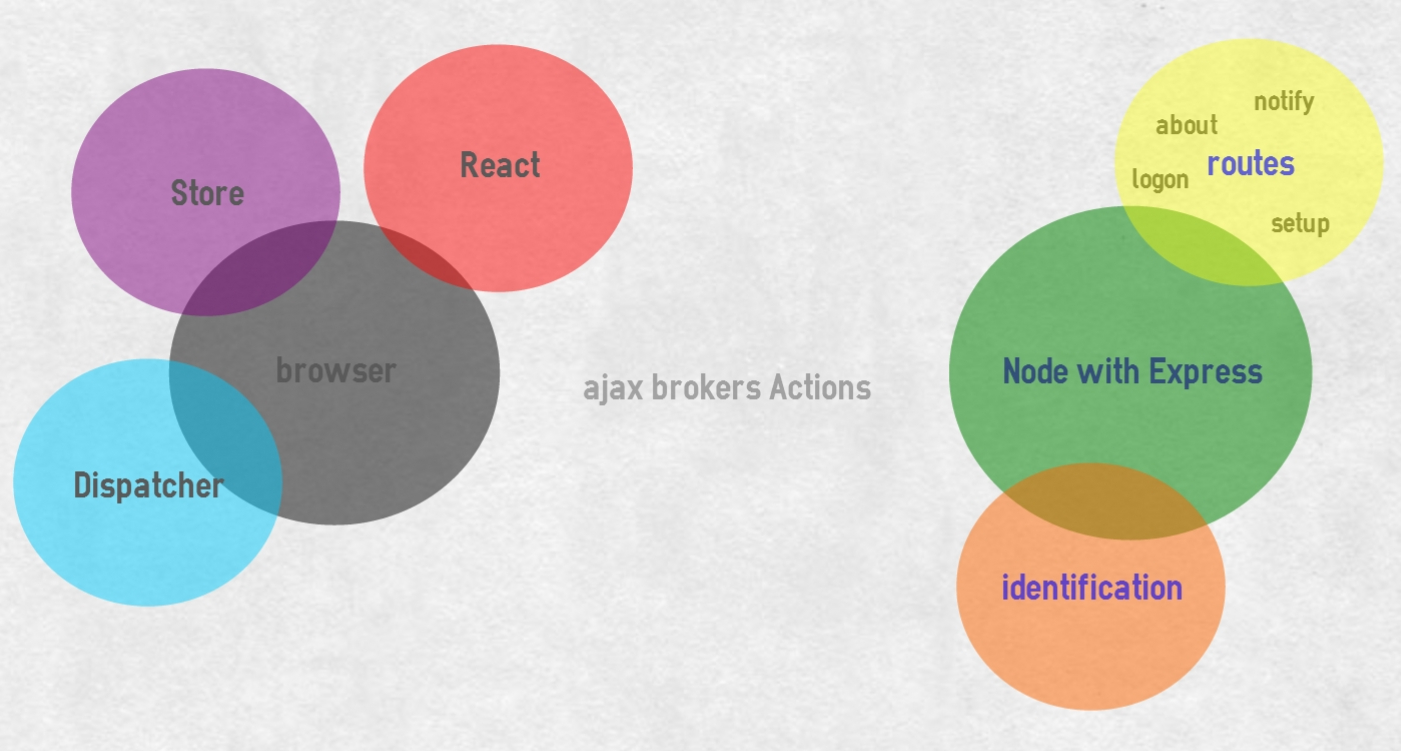 Store
React
browser
Dispatcher
ajax brokers Actions
notify
about
routes
logon
setup
Node with Express
identification